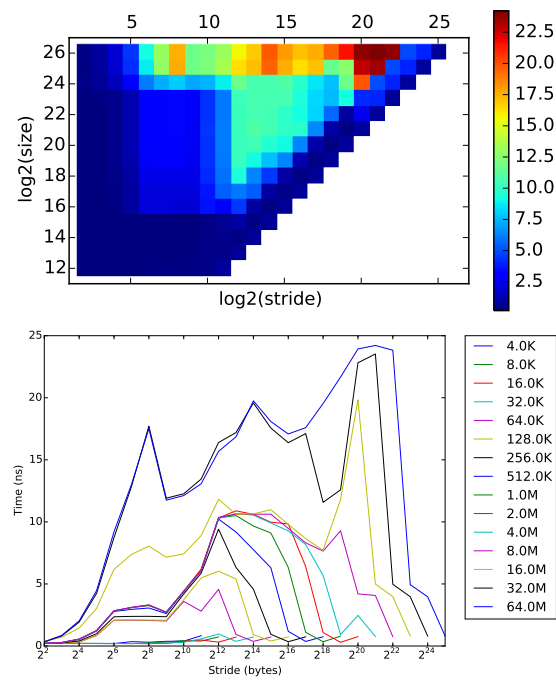 5 10 15 20 25
26
24
22
20
18
16
14
12
log2(size)
log2(stride)
22.5
20.0
17.5
15.0
12.5
10.0
7.5
5.0
2.5
25
20
15
10
5
0
Time (ns)
2^2 2^4 2^6 2^8 2^10 2^12 2^14 2^16 2^18 2^20 2^22 2^24
Stride (bytes)
4.0K
8.0K
16.0K
32.0K
64.0K
128.0K
256.0K
512.0K
1.0M
2.0M
4.0M
8.0M
16.0M
32.0M
64.0M